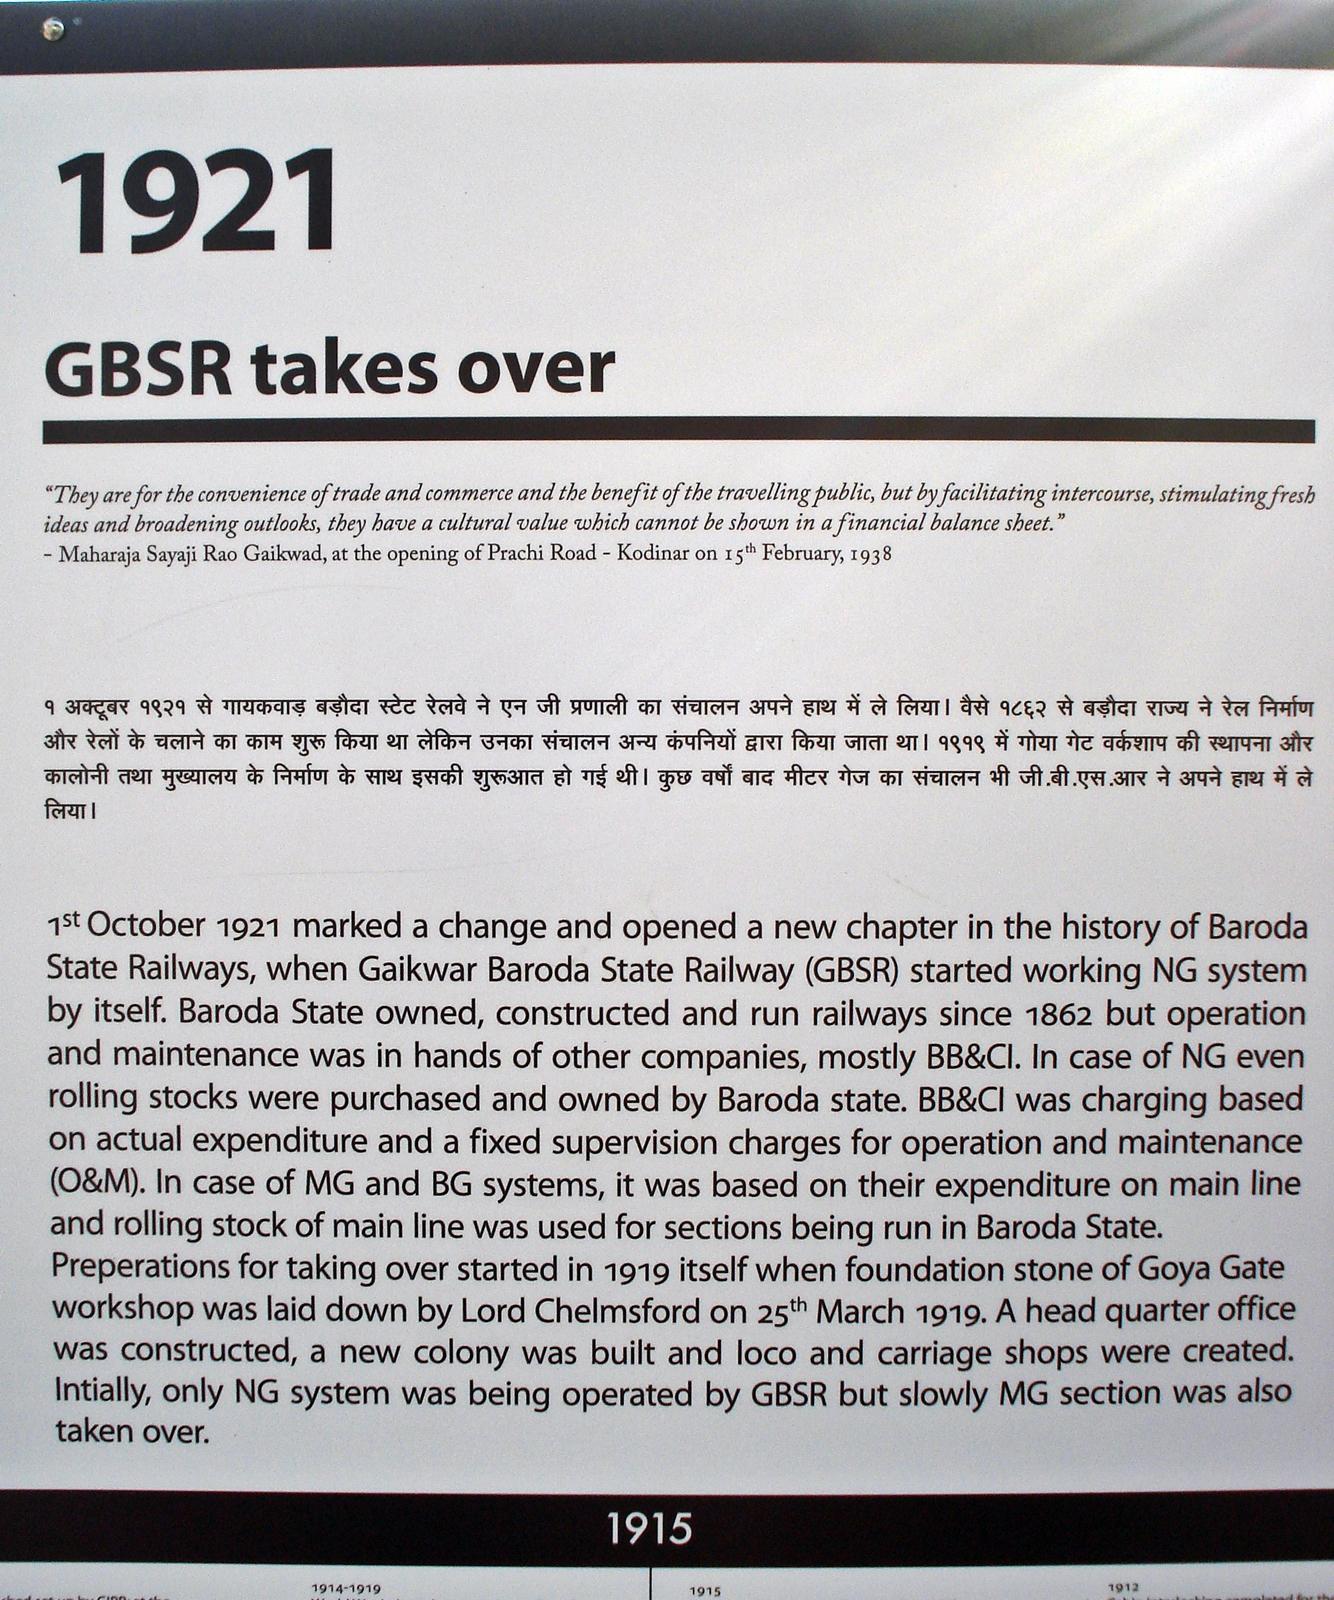 1921
GBSR takes over
“They are for the convenience of trade and commerce and the benefit of the travelling public, but by facilitating intercourse, stimulating fresh
ideas and broadening outlooks, they have a cultural value which cannot be shown in a financial balance sheet.”
– Maharaja Sayaji Rao Gaikwad, at the opening of Prachi Road – Kodinar on 15th February, 1938
१ अक्टूबर १९२१ से गायकवाड़ बड़ौदा स्टेट रेलवे ने एन जी प्रणाली का संचालन अपने हाथ में ले लिया। वैसे १८६२ से बड़ौदा राज्य ने रेल निर्माण
और रेलों के चलाने का काम शुरू किया था लेकिन उनका संचालन अन्य कंपनियों द्वारा किया जाता था। १९१९ में गोया गेट वर्कशाप की स्थापना और
कालोनी तथा मुख्यालय के निर्माण के साथ इसकी शुरूआत हो गई थी। कुछ वर्षों बाद मीटर गेज का संचालन भी जी.बी.एस.आर ने अपने हाथ में ले
लिया।
1st October 1921 marked a change and opened a new chapter in the history of Baroda
State Railways, when Gaikwar Baroda State Railway (GBSR) started working NG system
by itself. Baroda State owned, constructed and run railways since 1862 but operation
and maintenance was in hands of other companies, mostly BB&CI. In case of NG even
rolling stocks were purchased and owned by Baroda state. BB&CI was charging based
on actual expenditure and a fixed supervision charges for operation and maintenance
(O&M). In case of MG and BG systems, it was based on their expenditure on main line
and rolling stock of main line was used for sections being run in Baroda State.
Preperations for taking over started in 1919 itself when foundation stone of Goya Gate
workshop was laid down by Lord Chelmsford on 25th March 1919. A head quarter office
was constructed, a new colony was built and loco and carriage shops were created.
Intially, only NG system was being operated by GBSR but slowly MG section was also
taken over.
1915
1914-1919
1915
1912